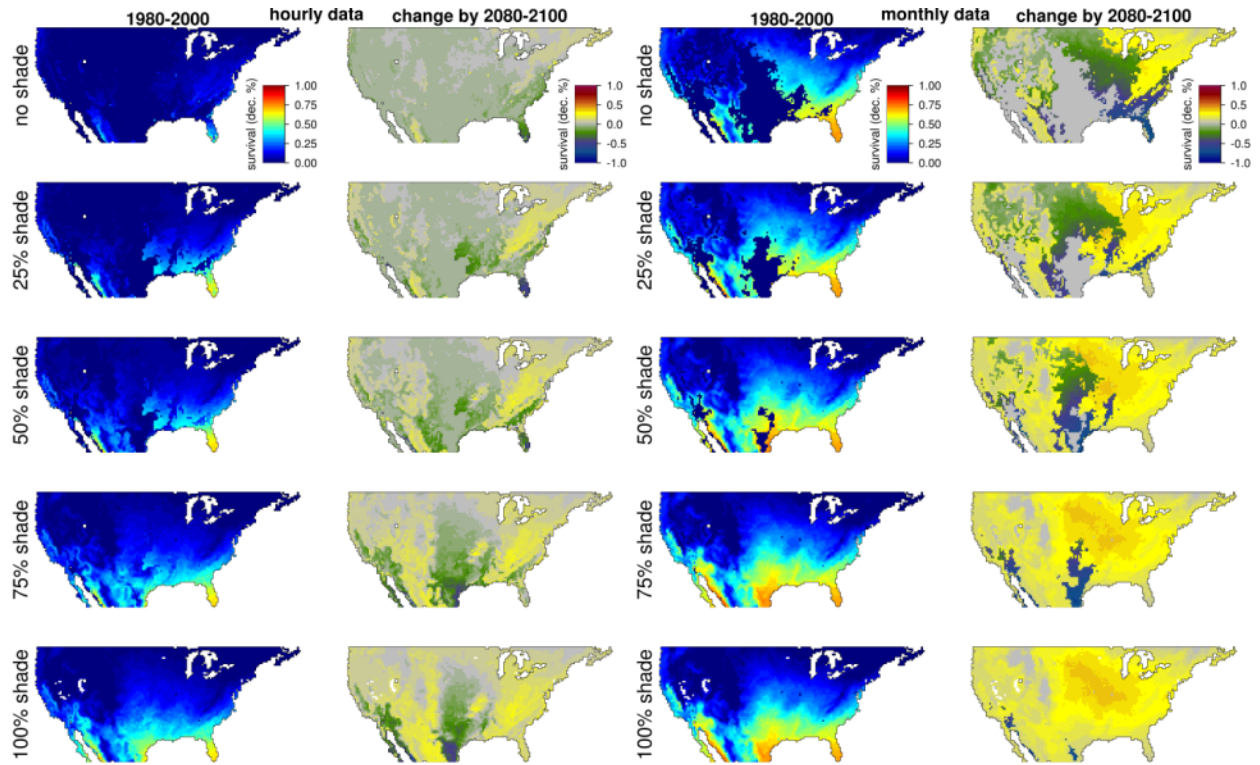 1980-2000 hourly data change by 2080-2100 1980-2000 monthly data change by 2080-2100
no shade
survival (dec. %)
1.00
0.75
0.50
0.25
0.00
survival (dec. %)
1.0
0.5
0.0
-0.5
-1.0
survival (dec. %)
1.00
0.75
0.50
0.25
0.00
survival (dec. %)
1.0
0.5
0.0
-0.5
-1.0
no shade
25% shade
25% shade
50% shade
50% shade
75% shade
75% shade
100% shade
100% shade